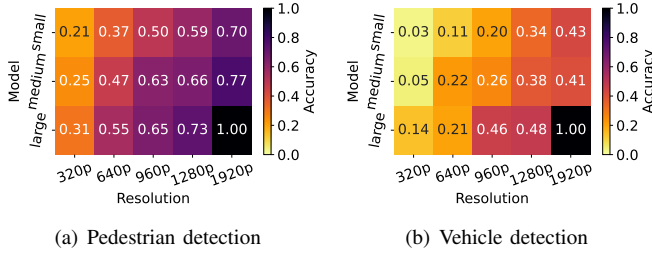 small 0.21 0.37 0.50 0.59 0.70
medium 0.25 0.47 0.63 0.66 0.77
large 0.31 0.55 0.65 0.73 1.00
Model
320p 640p 960p 1280p 1920p
Resolution
1.0
0.8
0.6
0.4
0.2
0.0
Accuracy
(a) Pedestrian detection
small 0.03 0.11 0.20 0.34 0.43
medium 0.05 0.22 0.26 0.38 0.41
large 0.14 0.21 0.46 0.48 1.00
Model
320p 640p 960p 1280p 1920p
Resolution
1.0
0.8
0.6
0.4
0.2
0.0
Accuracy
(b) Vehicle detection